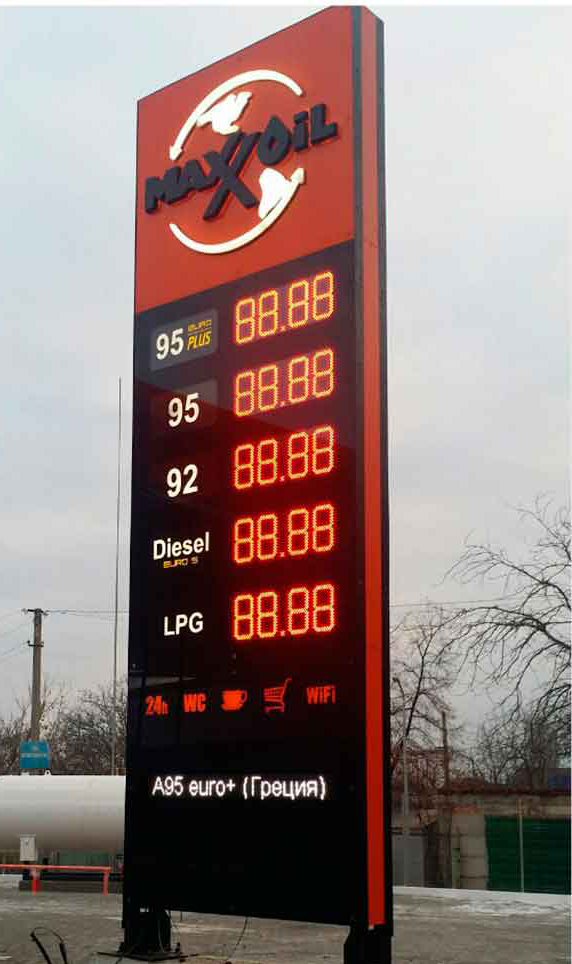 MAXXOIL
95 EURO PLUS 88.88
95 88.88
92 88.88
Diesel 88.88
EURO 5
LPG 88.88
24h WC WiFi
A95 euro+ (Греция)